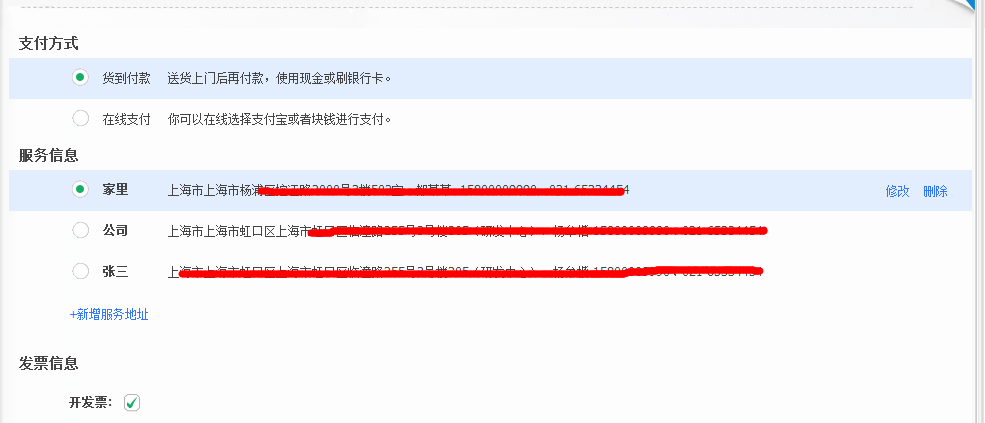 支付方式
货到付款 送货上门后再付款，使用现金或刷银行卡。
在线支付 你可以在线选择支付宝或者块钱进行支付。
服务信息
家里 上海市上海市杨浦 修改 删除
公司 上海市上海市虹口区上海市
张三 上
+新增服务地址
发票信息
开发票：